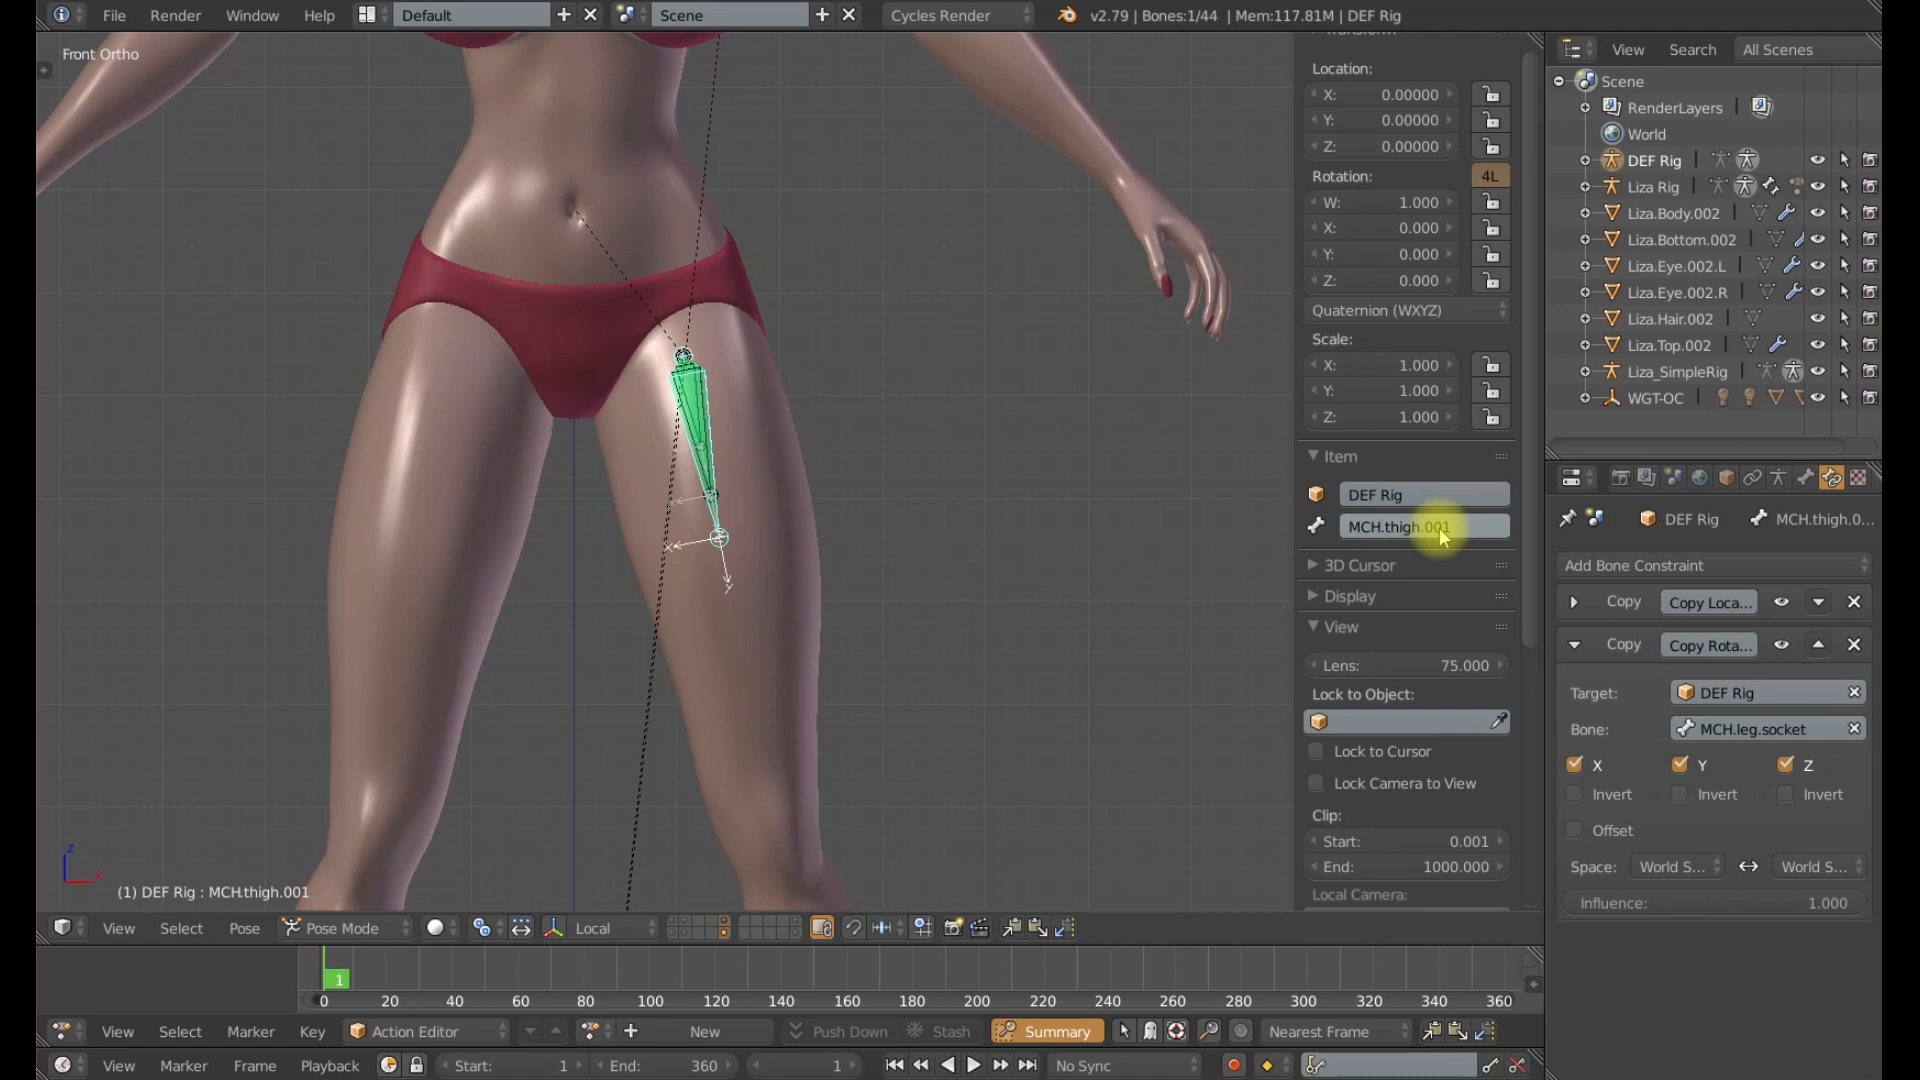 File Render Window Help Default Scene Cycles Render v2.79 | Bones:1/44 | Mem:117.81M | DEF Rig
Front Ortho
Location:
X: 0.00000
Y: 0.00000
Z: 0.00000
Rotation: 4L
W: 1.000
X: 0.000
Y: 0.000
Z: 0.000
Quaternion (WXYZ)
Scale:
X: 1.000
Y: 1.000
Z: 1.000
Item
DEF Rig
MCH.thigh.001
3D Cursor
Display
View
Lens: 75.000
Lock to Object:
Lock to Cursor
Lock Camera to View
Clip:
Start: 0.001
End: 1000.000
Local Camera:
View Search All Scenes
Scene
RenderLayers |
World
DEF Rig |
Liza Rig |
Liza.Body.002 |
Liza.Bottom.002 |
Liza.Eye.002.L |
Liza.Eye.002.R |
Liza.Hair.002 |
Liza.Top.002 |
Liza_SimpleRig |
WGT-OC |
DEF Rig MCH.thigh.0...
Add Bone Constraint
Copy Copy Loca...
Copy Copy Rota...
Target: DEF Rig
Bone: MCH.leg.socket
X Y Z
Invert Invert Invert
Offset
Space: World S... World S...
Influence: 1.000
z
x
X
Y
(1) DEF Rig : MCH.thigh.001
View Select Pose Pose Mode Local
1
0 20 40 60 80 100 120 140 160 180 200 220 240 260 280 300 320 340 360
View Select Marker Key Action Editor New Push Down Stash Summary Nearest Frame
View Marker Frame Playback Start: 1 End: 360 1 No Sync